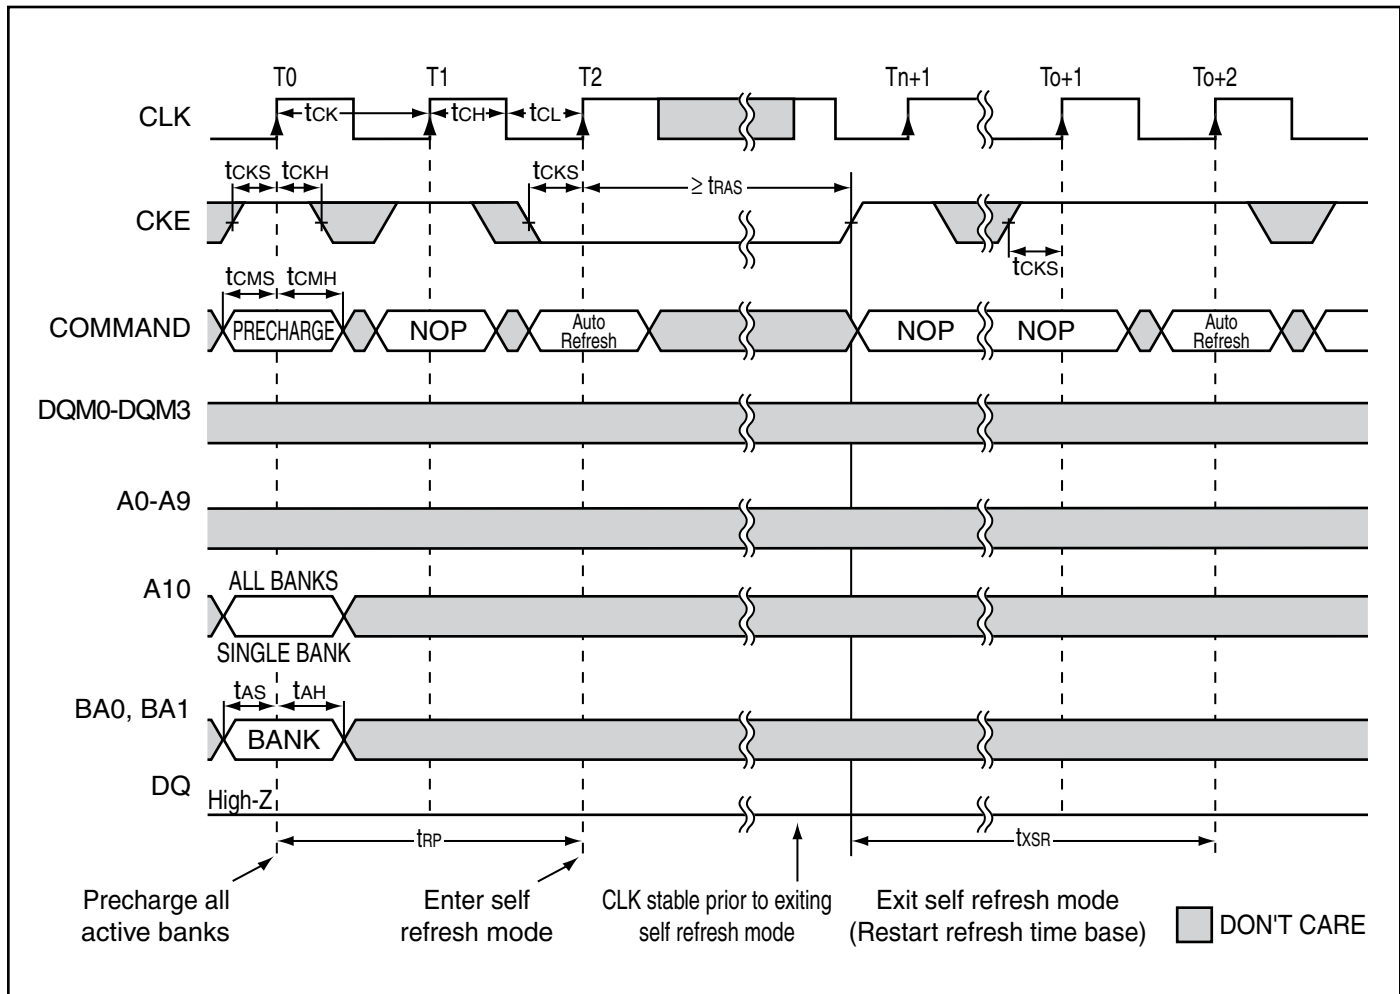 T0 T1 T2 Tn+1 To+1 To+2
CLK
tCK tCH tCL
tCKS tCKH tCKS ≥ tRAS
CKE
tCKS
tCMS tCMH
COMMAND PRECHARGE NOP Auto Refresh NOP NOP Auto Refresh
DQM0-DQM3
A0-A9
A10
ALL BANKS
SINGLE BANK
tAS tAH
BA0, BA1
BANK
DQ
High-Z
tRP tXSR
Precharge all
active banks
Enter self
refresh mode
CLK stable prior to exiting
self refresh mode
Exit self refresh mode
(Restart refresh time base)
DON'T CARE